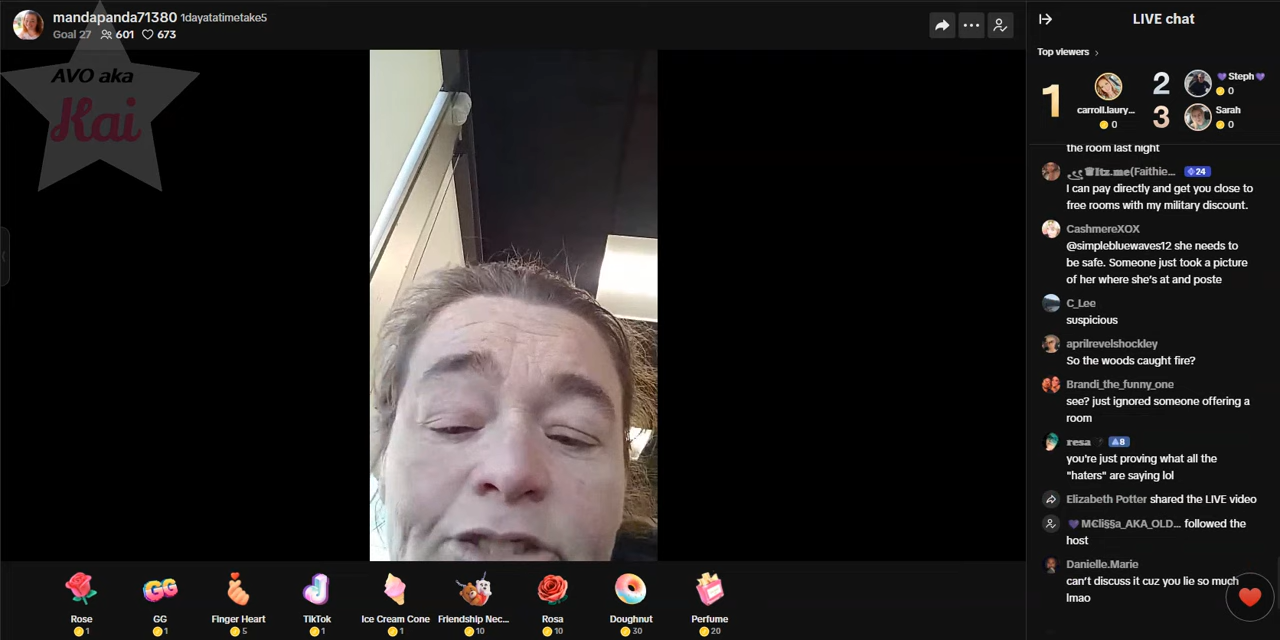 mandapanda71380 1dayatatimetake5
Goal 27 601 673
AVO aka
Kai
LIVE chat
Top viewers >
1
carroll.laury...
0
2
💜Steph💜
0
3
Sarah
0
the room last night
Itz.me(Faithie... 24
I can pay directly and get you close to
free rooms with my military discount.
CashmereXOX
@simplebluewaves12 she needs to
be safe. Someone just took a picture
of her where she's at and poste
C_Lee
suspicious
aprilrevelshockley
So the woods caught fire?
Brandi_the_funny_one
see? just ignored someone offering a
room
resa 8
you're just proving what all the
"haters" are saying lol
Elizabeth Potter shared the LIVE video
💜M€li§§a_AKA_OLD... followed the
host
Danielle.Marie
can't discuss it cuz you lie so much
lmao
Rose
1
GG
1
Finger Heart
5
TikTok
1
Ice Cream Cone
1
Friendship Nec...
10
Rosa
10
Doughnut
30
Perfume
20